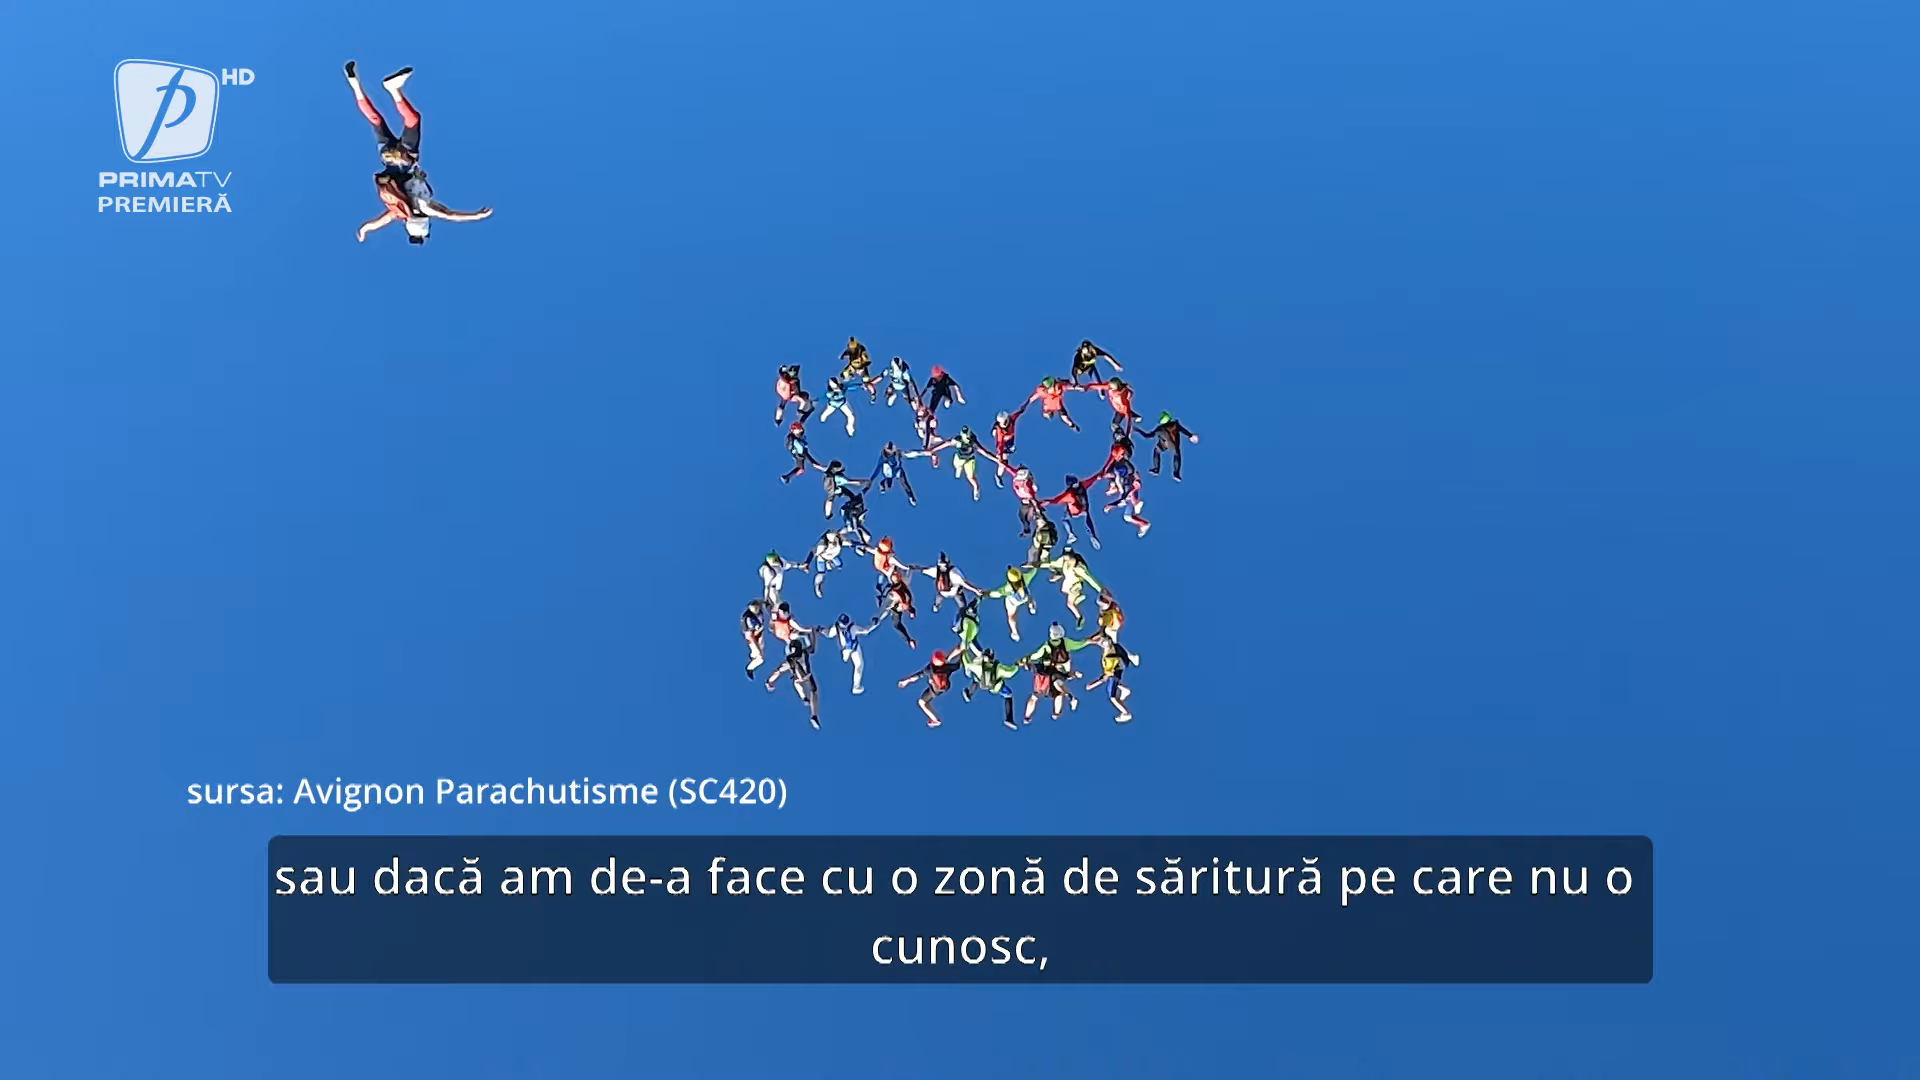 HD
PRIMATV
PREMIERĂ
sursa: Avignon Parachutisme (SC420)
sau dacă am de-a face cu o zonă de săritură pe care nu o
cunosc,